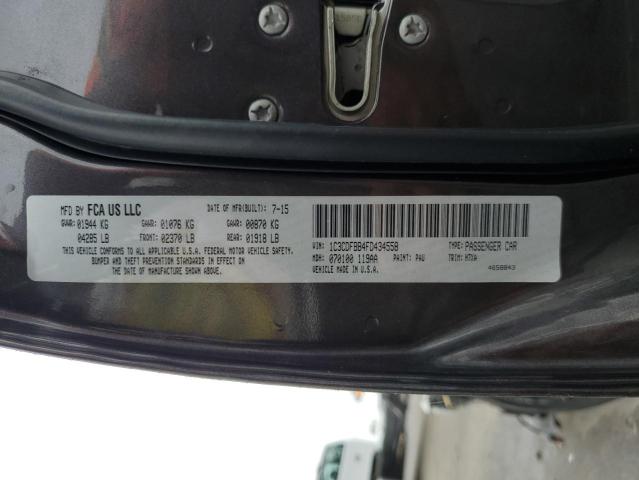 MFD BY FCA US LLC DATE OF MFR(BUILT): 7-15
GVWR: 01944 KG GAWR: 01076 KG GAWR: 00870 KG
04285 LB FRONT: 02370 LB REAR: 01918 LB
THIS VEHICLE CONFORMS TO ALL APPLICABLE U.S.A. FEDERAL MOTOR VEHICLE SAFETY,
BUMPER AND THEFT PREVENTION STANDARDS IN EFFECT
ON THE DATE OF MANUFACTURE SHOWN ABOVE.
VEHICLE MADE IN U.S.A.
VIN: 1C3CDFBB4FD434558 TYPE: PASSENGER CAR
MDH: 070100 119AA PAINT: PAU TRIM: H7XA
4658843